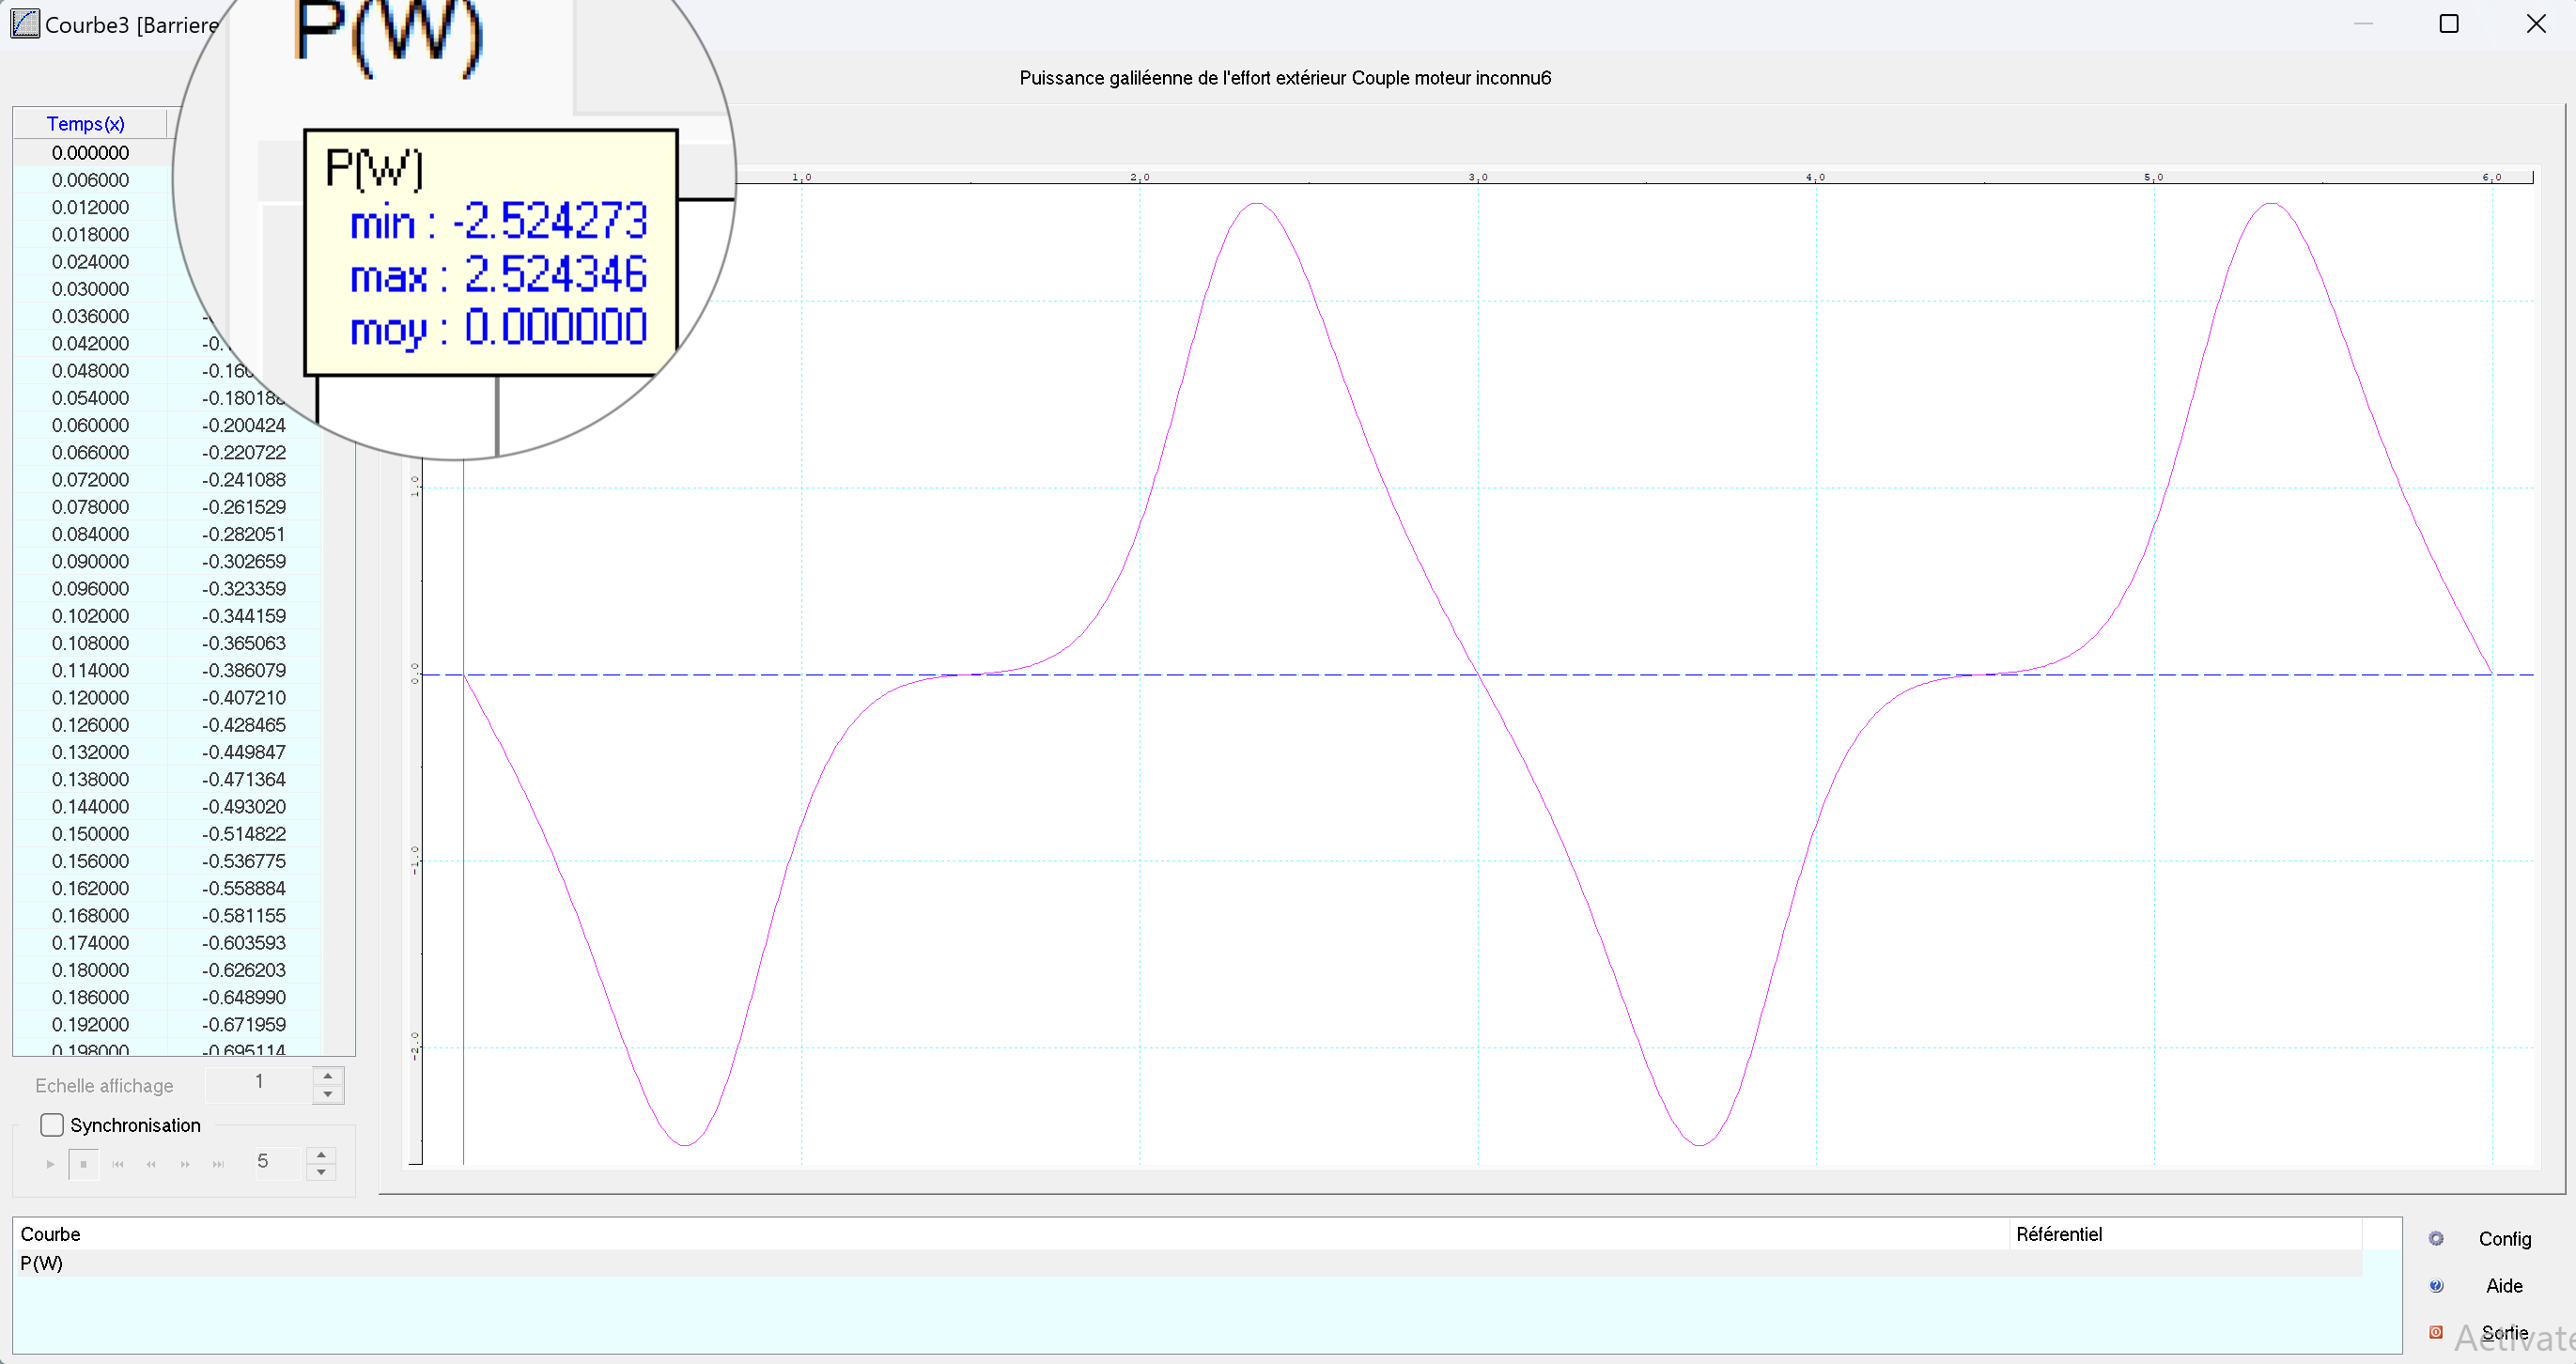 Courbe3 [Barriere
P(W)
Puissance galiléenne de l'effort extérieur Couple moteur inconnu6
P(W)
min : -2.524273
max : 2.524346
moy : 0.000000
Temps(x)
0.000000
0.006000
0.012000
0.018000
0.024000
0.030000
0.036000
0.042000
0.048000
0.054000
0.060000 -0.200424
0.066000 -0.220722
0.072000 -0.241088
0.078000 -0.261529
0.084000 -0.282051
0.090000 -0.302659
0.096000 -0.323359
0.102000 -0.344159
0.108000 -0.365063
0.114000 -0.386079
0.120000 -0.407210
0.126000 -0.428465
0.132000 -0.449847
0.138000 -0.471364
0.144000 -0.493020
0.150000 -0.514822
0.156000 -0.536775
0.162000 -0.558884
0.168000 -0.581155
0.174000 -0.603593
0.180000 -0.626203
0.186000 -0.648990
0.192000 -0.671959
0.198000 -0.695114
1,0 2,0 3,0 4,0 5,0 6,0
1,0
0,0
-1,0
-2,0
Echelle affichage 1
Synchronisation
5
Courbe Référentiel
P(W)
Config
Aide
Sortie